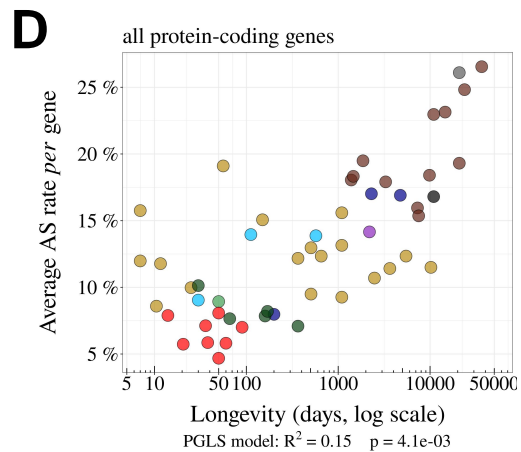 D
all protein-coding genes
Average AS rate per gene
25 %
20 %
15 %
10 %
5 %
5 10 50 100 1000 10000 50000
Longevity (days, log scale)
PGLS model: R² = 0.15 p = 4.1e-03